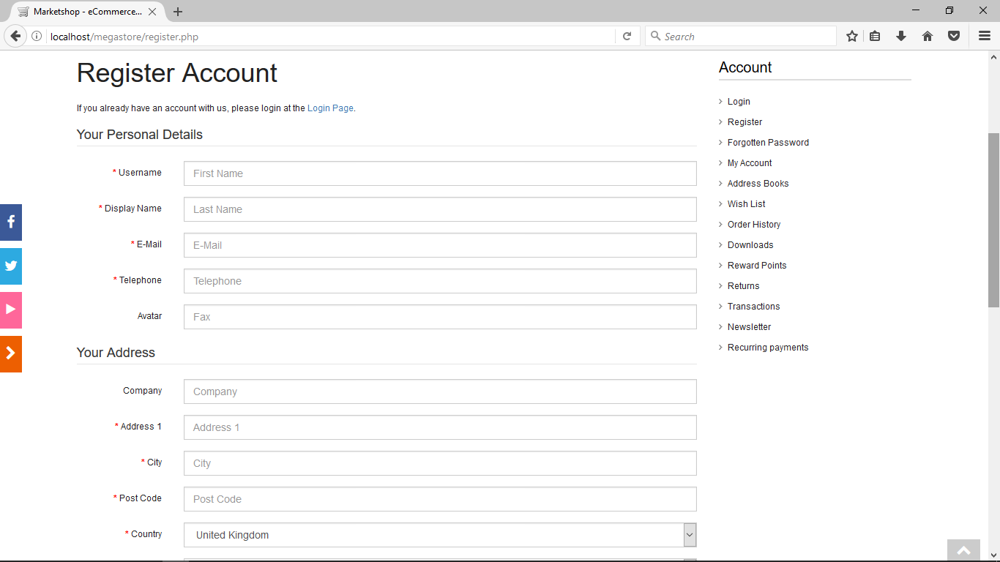 Marketshop - eCommerce...
localhost/megastore/register.php
Search
Register Account
If you already have an account with us, please login at the Login Page.
Your Personal Details
* Username
First Name
* Display Name
Last Name
* E-Mail
E-Mail
* Telephone
Telephone
Avatar
Fax
Your Address
Company
Company
* Address 1
Address 1
* City
City
* Post Code
Post Code
* Country
United Kingdom
Account
Login
Register
Forgotten Password
My Account
Address Books
Wish List
Order History
Downloads
Reward Points
Returns
Transactions
Newsletter
Recurring payments